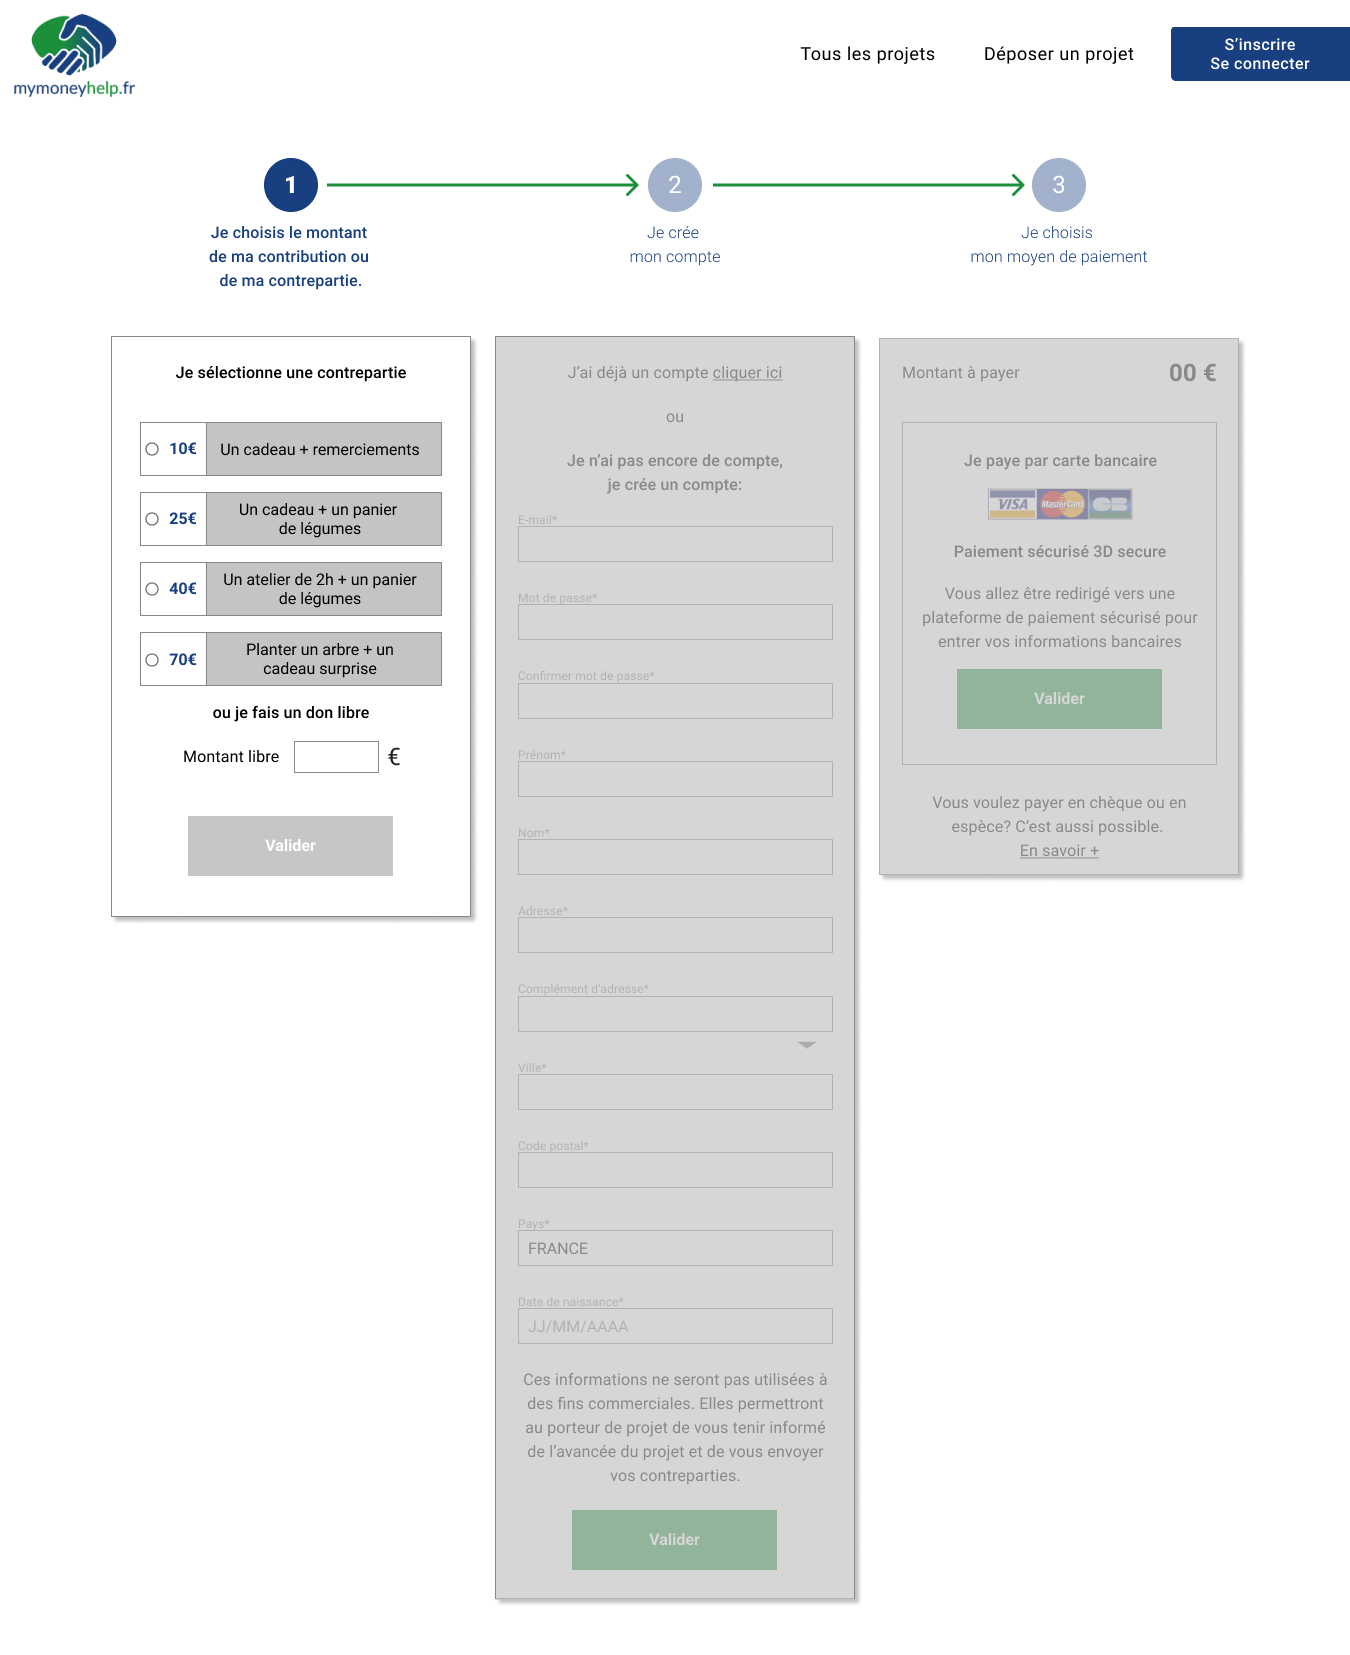 mymoneyhelp.fr
Tous les projets
Déposer un projet
S’inscrire
Se connecter
1
2
3
Je choisis le montant
de ma contribution ou
de ma contrepartie.
Je crée
mon compte
Je choisis
mon moyen de paiement
Je sélectionne une contrepartie
10€
Un cadeau + remerciements
25€
Un cadeau + un panier
de légumes
40€
Un atelier de 2h + un panier
de légumes
70€
Planter un arbre + un
cadeau surprise
ou je fais un don libre
Montant libre
€
Valider
J’ai déjà un compte cliquer ici
ou
Je n’ai pas encore de compte,
je crée un compte:
E-mail*
Mot de passe*
Confirmer mot de passe*
Prénom*
Nom*
Adresse*
Complément d’adresse*
Ville*
Code postal*
Pays*
FRANCE
Date de naissance*
JJ/MM/AAAA
Ces informations ne seront pas utilisées à
des fins commerciales. Elles permettront
au porteur de projet de vous tenir informé
de l’avancée du projet et de vous envoyer
vos contreparties.
Valider
Montant à payer
00 €
Je paye par carte bancaire
VISA
MasterCard
CB
Paiement sécurisé 3D secure
Vous allez être redirigé vers une
plateforme de paiement sécurisé pour
entrer vos informations bancaires
Valider
Vous voulez payer en chèque ou en
espèce? C’est aussi possible.
En savoir +